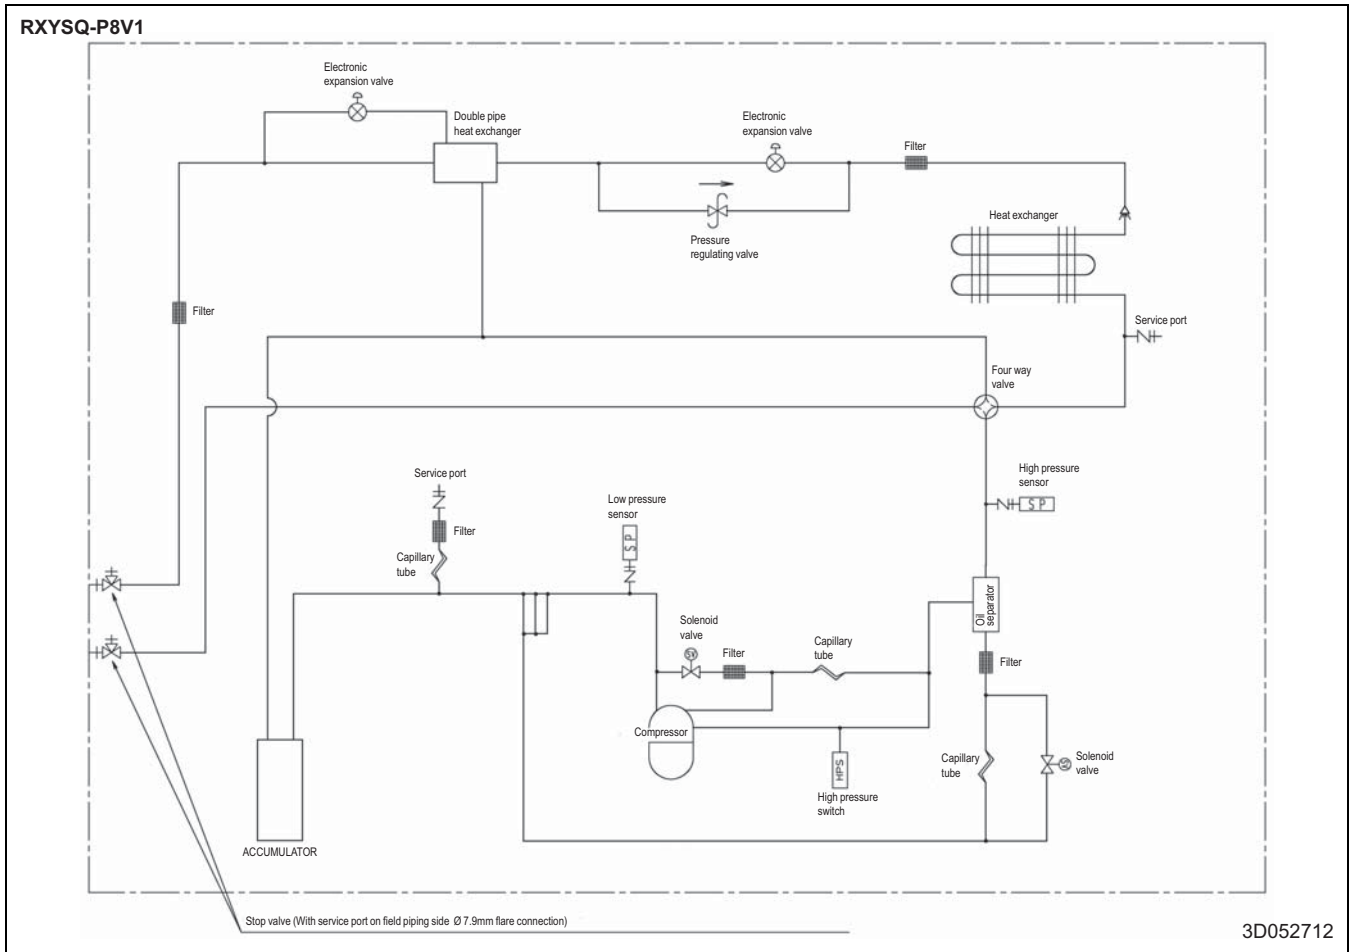 RXYSQ-P8V1
Electronic
expansion valve
Double pipe
heat exchanger
Electronic
expansion valve
Filter
Pressure
regulating valve
Heat exchanger
Filter
Service port
Four way
valve
Service port
High pressure
sensor
S P
Low pressure
sensor
S P
Filter
Capillary
tube
Oil
separator
Solenoid
valve
SV
Filter
Capillary
tube
Filter
Compressor
HPS
High pressure
switch
Capillary
tube
Solenoid
valve
SV
ACCUMULATOR
Stop valve (With service port on field piping side Ø 7.9mm flare connection)
3D052712